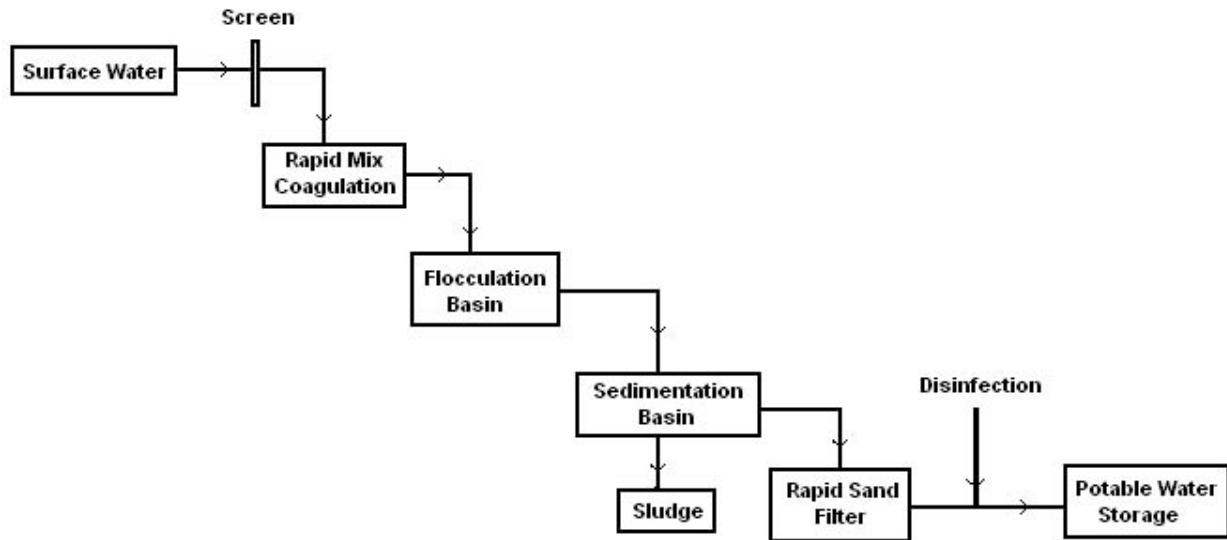 Screen
Surface Water
Rapid Mix
Coagulation
Flocculation
Basin
Sedimentation
Basin
Disinfection
Sludge
Rapid Sand
Filter
Potable Water
Storage